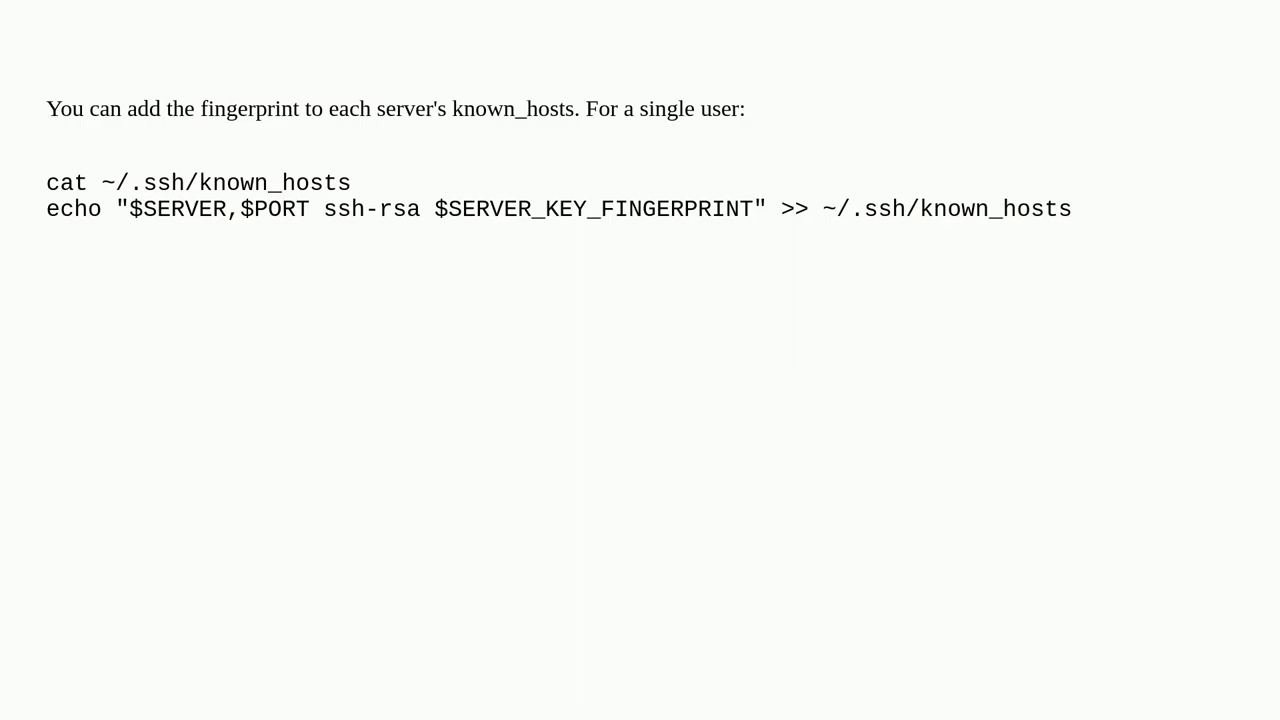 You can add the fingerprint to each server's known_hosts. For a single user:
cat ~/.ssh/known_hosts
echo "$SERVER,$PORT ssh-rsa $SERVER_KEY_FINGERPRINT" >> ~/.ssh/known_hosts